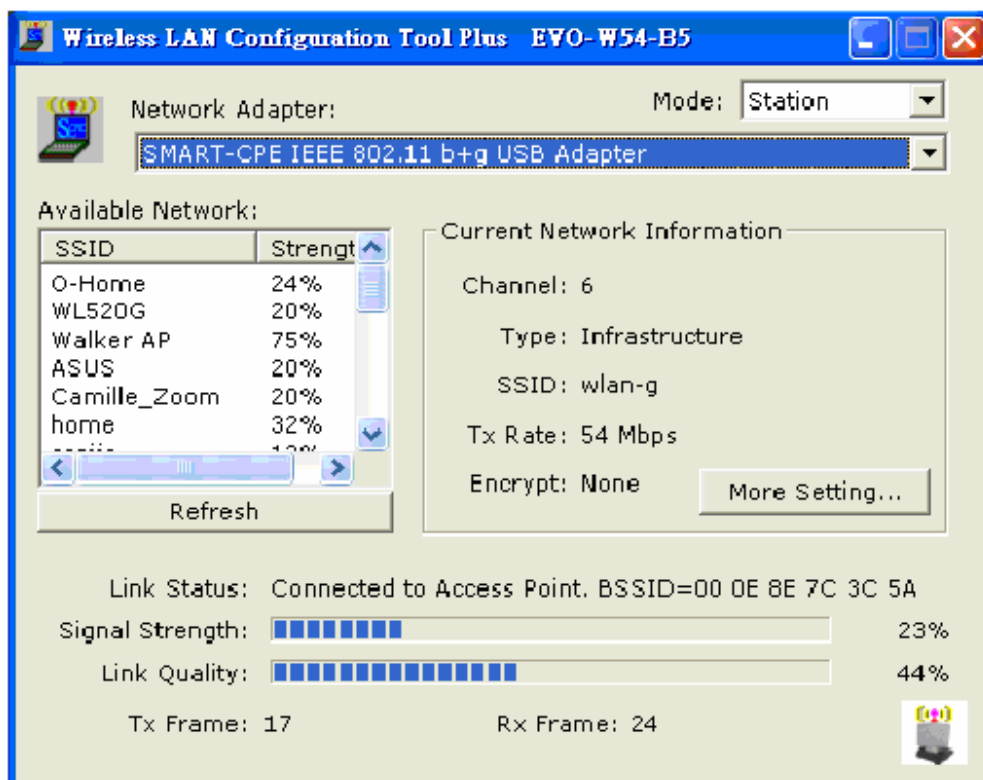 Wireless LAN Configuration Tool Plus EVO-W54-B5
Network Adapter:
Mode: Station
SMART-CPE IEEE 802.11 b+g USB Adapter
Available Network:
SSID Strengt
O-Home 24%
WL520G 20%
Walker AP 75%
ASUS 20%
Camille_Zoom 20%
home 32%
Refresh
Current Network Information
Channel: 6
Type: Infrastructure
SSID: wlan-g
Tx Rate: 54 Mbps
Encrypt: None
More Setting...
Link Status: Connected to Access Point. BSSID=00 0E 8E 7C 3C 5A
Signal Strength: 23%
Link Quality: 44%
Tx Frame: 17 Rx Frame: 24